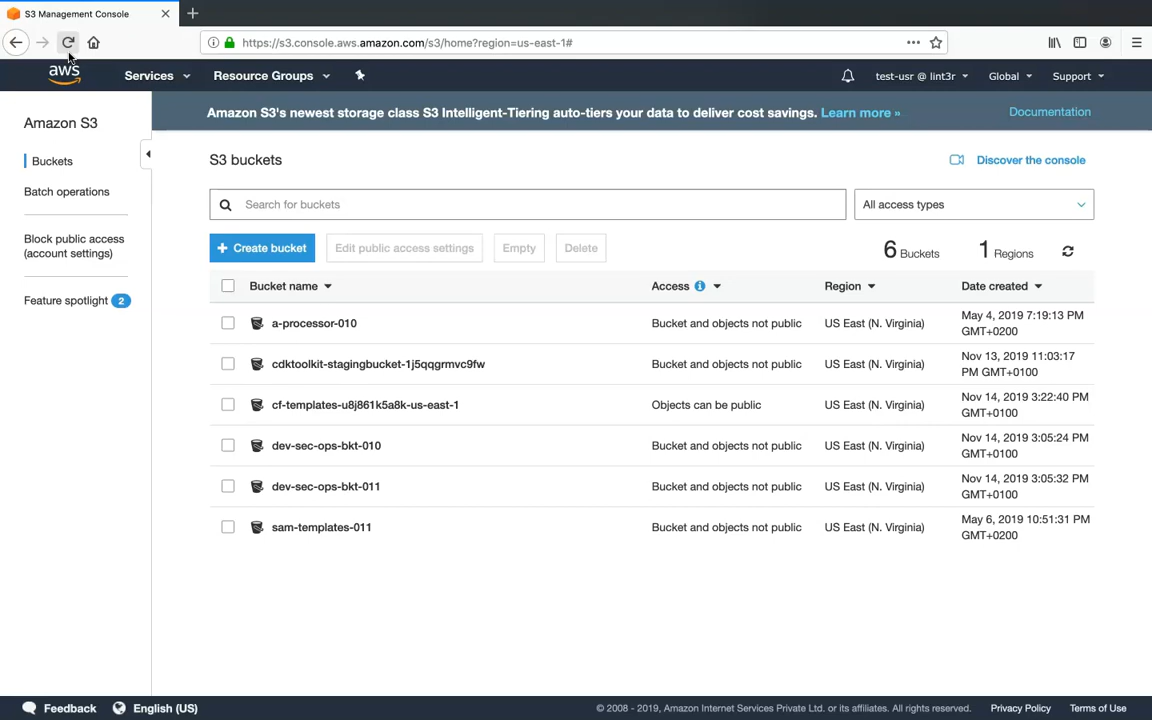 S3 Management Console
https://s3.console.aws.amazon.com/s3/home?region=us-east-1#
aws
Services
Resource Groups
test-usr @ lint3r
Global
Support
Amazon S3's newest storage class S3 Intelligent-Tiering auto-tiers your data to deliver cost savings. Learn more »
Documentation
Amazon S3
Buckets
Batch operations
Block public access
(account settings)
Feature spotlight 2
S3 buckets
Discover the console
Search for buckets
All access types
+ Create bucket
Edit public access settings
Empty
Delete
6 Buckets
1 Regions
Bucket name
Access
Region
Date created
a-processor-010
Bucket and objects not public
US East (N. Virginia)
May 4, 2019 7:19:13 PM
GMT+0200
cdktoolkit-stagingbucket-1j5qqgrmvc9fw
Bucket and objects not public
US East (N. Virginia)
Nov 13, 2019 11:03:17
PM GMT+0100
cf-templates-u8j861k5a8k-us-east-1
Objects can be public
US East (N. Virginia)
Nov 14, 2019 3:22:40 PM
GMT+0100
dev-sec-ops-bkt-010
Bucket and objects not public
US East (N. Virginia)
Nov 14, 2019 3:05:24 PM
GMT+0100
dev-sec-ops-bkt-011
Bucket and objects not public
US East (N. Virginia)
Nov 14, 2019 3:05:32 PM
GMT+0100
sam-templates-011
Bucket and objects not public
US East (N. Virginia)
May 6, 2019 10:51:31 PM
GMT+0200
Feedback
English (US)
© 2008 - 2019, Amazon Internet Services Private Ltd. or its affiliates. All rights reserved.
Privacy Policy
Terms of Use